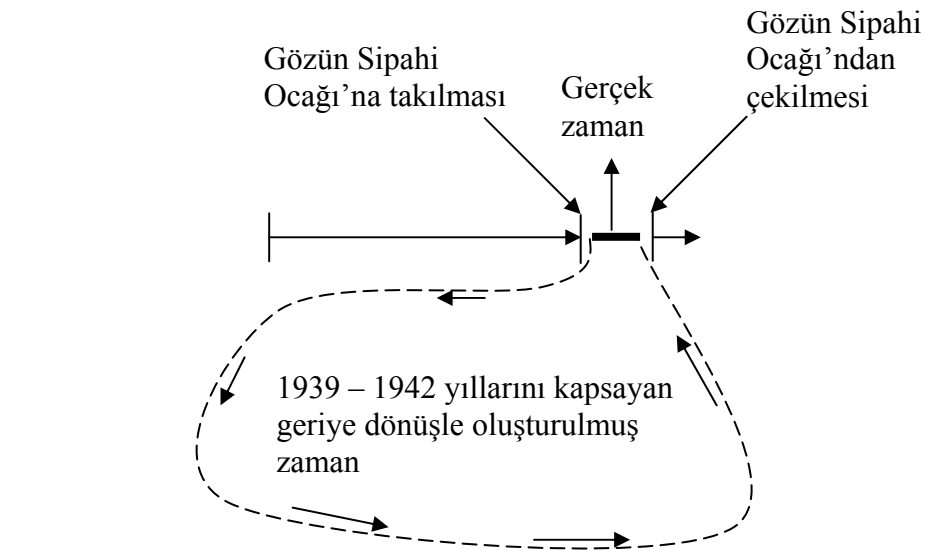 Gözün Sipahi
Ocağı’na takılması
Gerçek
zaman
Gözün Sipahi
Ocağı’ndan
çekilmesi
1939 – 1942 yıllarını kapsayan
geriye dönüşle oluşturulmuş
zaman